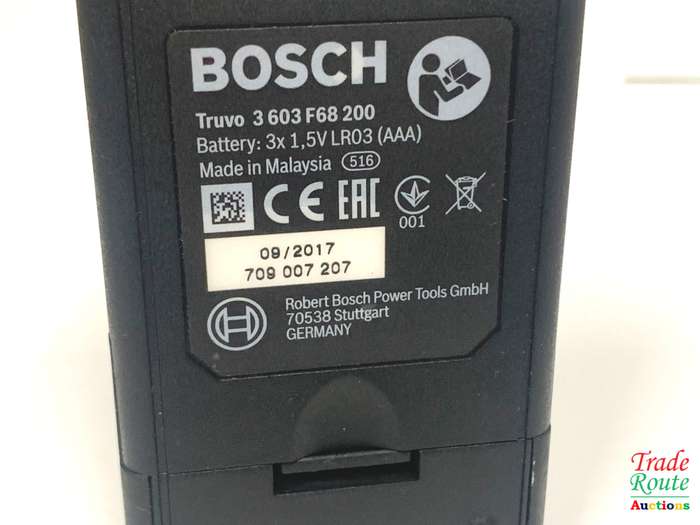 BOSCH
Truvo 3 603 F68 200
Battery: 3x 1,5V LR03 (AAA)
Made in Malaysia 516
CE EAC 001
09/2017
709 007 207
Robert Bosch Power Tools GmbH
70538 Stuttgart
GERMANY
Trade
Route
Auctions